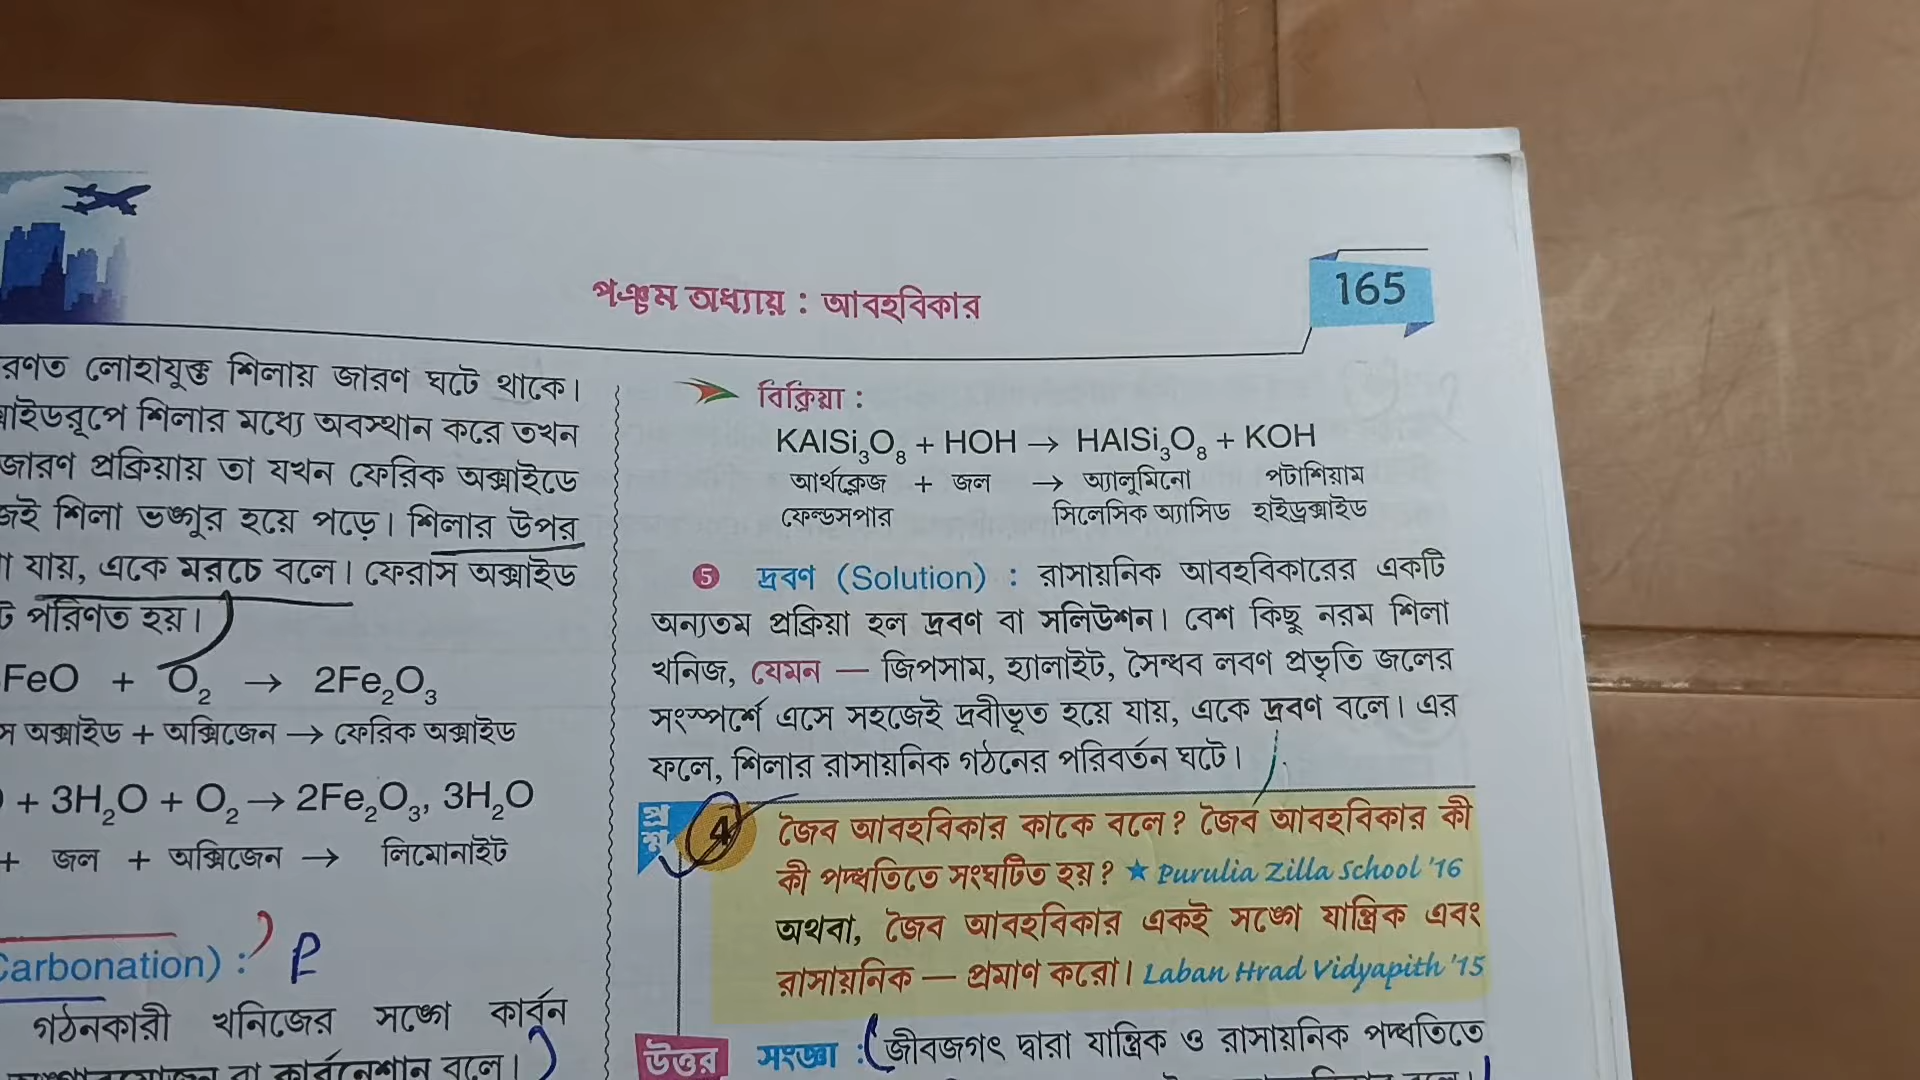 পঞ্চম অধ্যায় : আবহবিকার
165
লোহাযুক্ত শিলায় জারণ ঘটে থাকে।
শিলার মধ্যে অবস্থান করে তখন
জারণ প্রক্রিয়ায় তা যখন ফেরিক অক্সাইডে
শিলা ভঙ্গুর হয়ে পড়ে। শিলার উপর
যায়, একে মরচে বলে। ফেরাস অক্সাইড
পরিণত হয়।
FeO + O₂ → 2Fe₂O₃
অক্সাইড + অক্সিজেন → ফেরিক অক্সাইড
+ 3H₂O + O₂ → 2Fe₂O₃, 3H₂O
+ জল + অক্সিজেন → লিমোনাইট
Carbonation) :
গঠনকারী খনিজের সঙ্গে কার্বন
বা কার্বনেশান বলে।
বিক্রিয়া :
KAlSi₃O₈ + HOH → HAlSi₃O₈ + KOH
আর্থক্লেজ + জল → অ্যালুমিনো পটাশিয়াম
ফেল্ডসপার সিলেসিক অ্যাসিড হাইড্রক্সাইড
5 দ্রবণ (Solution) : রাসায়নিক আবহবিকারের একটি
অন্যতম প্রক্রিয়া হল দ্রবণ বা সলিউশন। বেশ কিছু নরম শিলা
খনিজ, যেমন — জিপসাম, হ্যালাইট, সৈন্ধব লবণ প্রভৃতি জলের
সংস্পর্শে এসে সহজেই দ্রবীভূত হয়ে যায়, একে দ্রবণ বলে। এর
ফলে, শিলার রাসায়নিক গঠনের পরিবর্তন ঘটে।
প্রশ্ন 4 জৈব আবহবিকার কাকে বলে? জৈব আবহবিকার কী
কী পদ্ধতিতে সংঘটিত হয়? ★ Purulia Zilla School '16
অথবা, জৈব আবহবিকার একই সঙ্গে যান্ত্রিক এবং
রাসায়নিক — প্রমাণ করো। Laban Hrad Vidyapith '15
উত্তর সংজ্ঞা : জীবজগৎ দ্বারা যান্ত্রিক ও রাসায়নিক পদ্ধতিতে